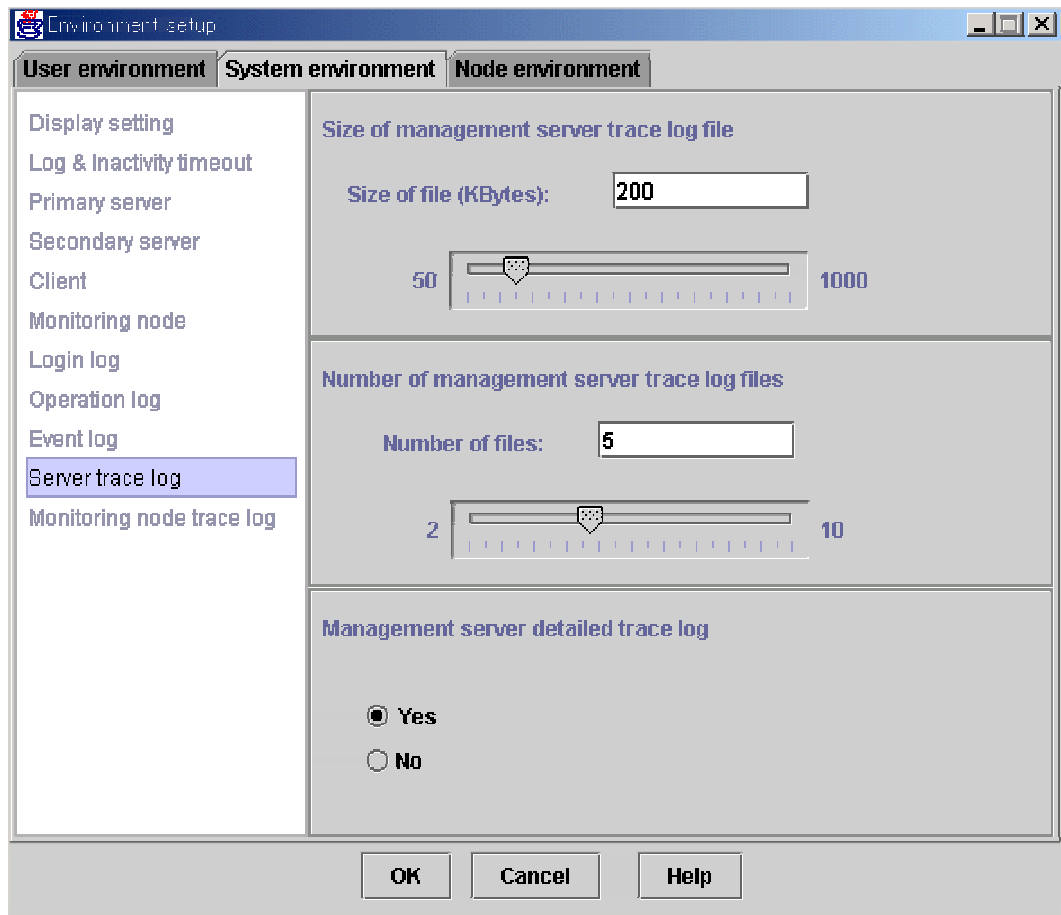 Environment setup
User environment
System environment
Node environment
Display setting
Log & Inactivity timeout
Primary server
Secondary server
Client
Monitoring node
Login log
Operation log
Event log
Server trace log
Monitoring node trace log
Size of management server trace log file
Size of file (KBytes): 200
50 1000
Number of management server trace log files
Number of files: 5
2 10
Management server detailed trace log
Yes
No
OK Cancel Help